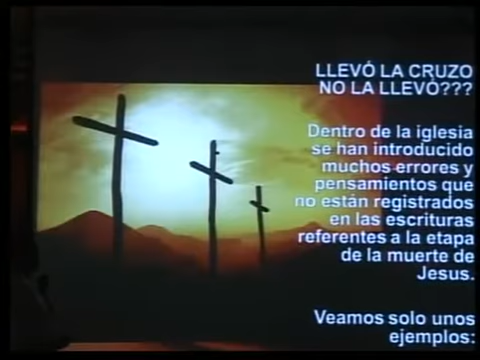 LLEVÓ LA CRUZO
NO LA LLEVÓ???
Dentro de la iglesia
se han introducido
muchos errores y
pensamientos que
no están registrados
en las escrituras
referentes a la etapa
de la muerte de
Jesus.
Veamos solo unos
ejemplos: